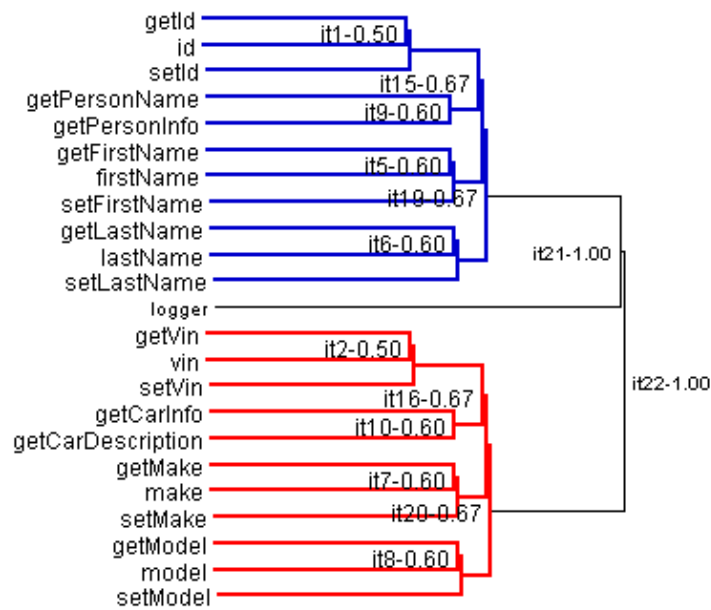 getId
it1-0.50
id
setId
it15-0.67
getPersonName
it9-0.60
getPersonInfo
getFirstName
it5-0.60
firstName
it19-0.67
setFirstName
getLastName
it6-0.60
lastName
it21-1.00
setLastName
logger
getVin
it2-0.50
vin
it22-1.00
setVin
it16-0.67
getCarInfo
it10-0.60
getCarDescription
getMake
it7-0.60
make
it20-0.67
setMake
getModel
it8-0.60
model
setModel